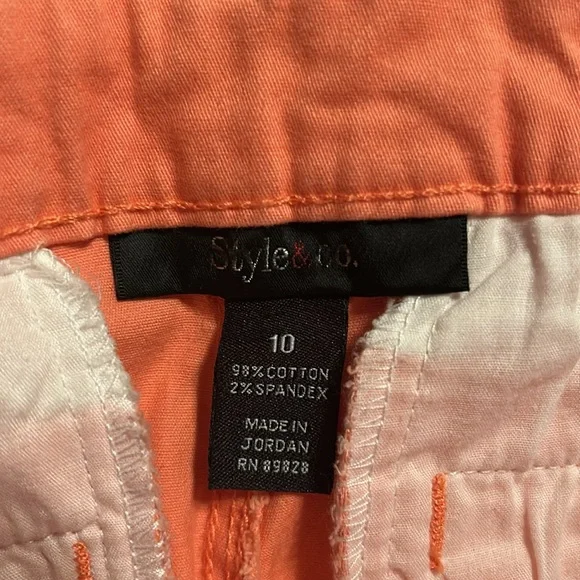 Style&co.
10
98% COTTON
2% SPANDEX
MADE IN
JORDAN
RN 89828